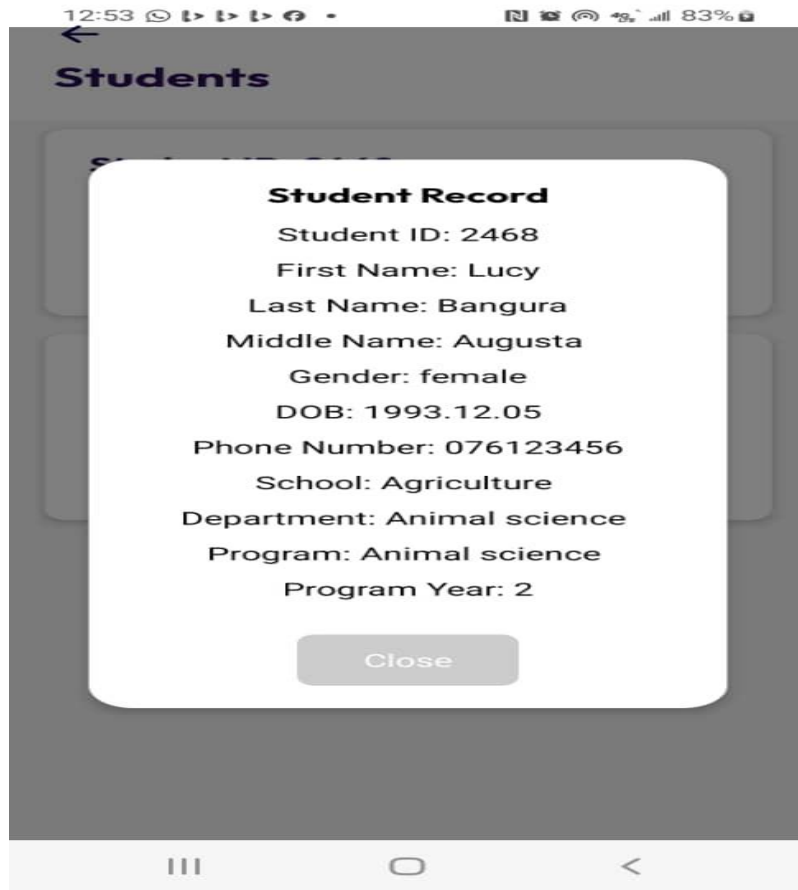 12:53 83%
Students
Student Record
Student ID: 2468
First Name: Lucy
Last Name: Bangura
Middle Name: Augusta
Gender: female
DOB: 1993.12.05
Phone Number: 076123456
School: Agriculture
Department: Animal science
Program: Animal science
Program Year: 2
Close